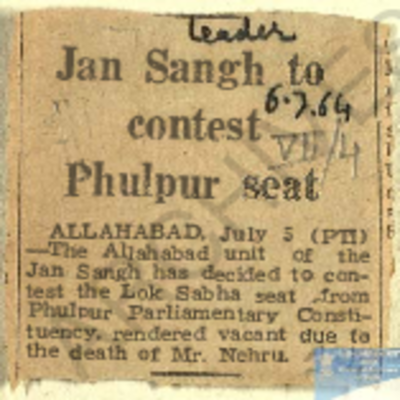 Leader
Jan Sangh to
6.7.64
contest
VII/4
Phulpur seat
ALLAHABAD, July 5 (PTI)
—The Allahabad unit of the
Jan Sangh has decided to con-
test the Lok Sabha seat from
Phulpur Parliamentary Consti-
tuency, rendered vacant due to
the death of Mr. Nehru.